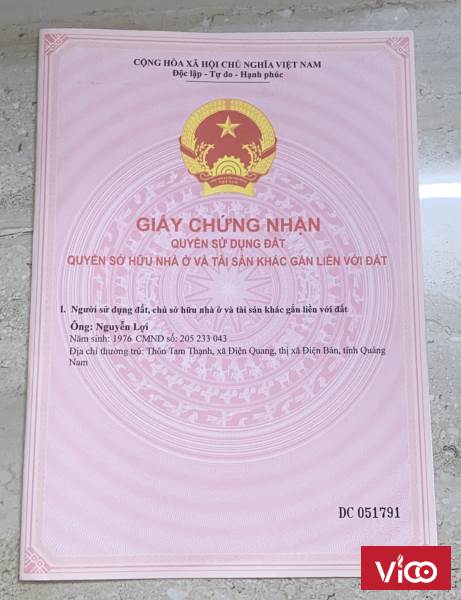 CỘNG HÒA XÃ HỘI CHỦ NGHĨA VIỆT NAM
Độc lập - Tự do - Hạnh phúc
GIẤY CHỨNG NHẬN
QUYỀN SỬ DỤNG ĐẤT
QUYỀN SỞ HỮU NHÀ Ở VÀ TÀI SẢN KHÁC GẮN LIỀN VỚI ĐẤT
I. Người sử dụng đất, chủ sở hữu nhà ở và tài sản khác gắn liền với đất
Ông: Nguyễn Lợi
Năm sinh: 1976 CMND số: 205 233 043
Địa chỉ thường trú: Thôn Tam Thạnh, xã Điện Quang, thị xã Điện Bàn, tỉnh Quảng
Nam
DC 051791
Vico